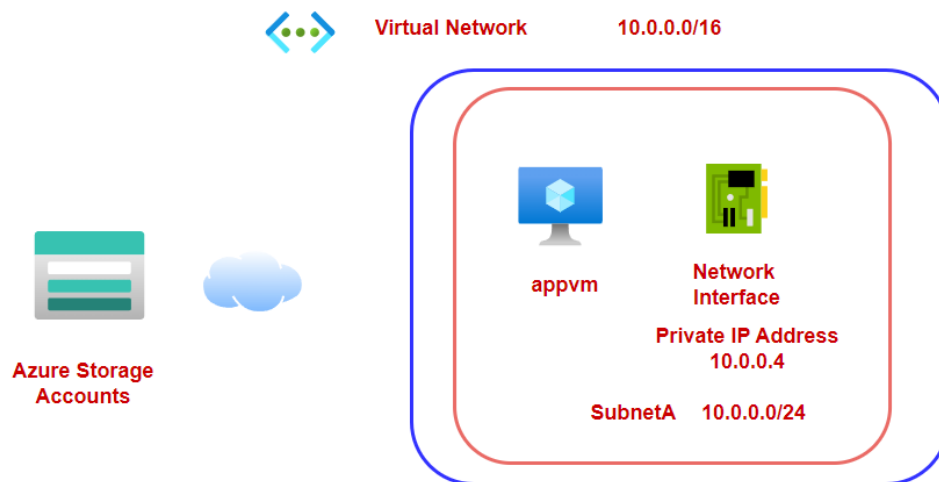 Virtual Network 10.0.0.0/16
appvm
Network
Interface
Private IP Address
10.0.0.4
Azure Storage
Accounts
SubnetA 10.0.0.0/24